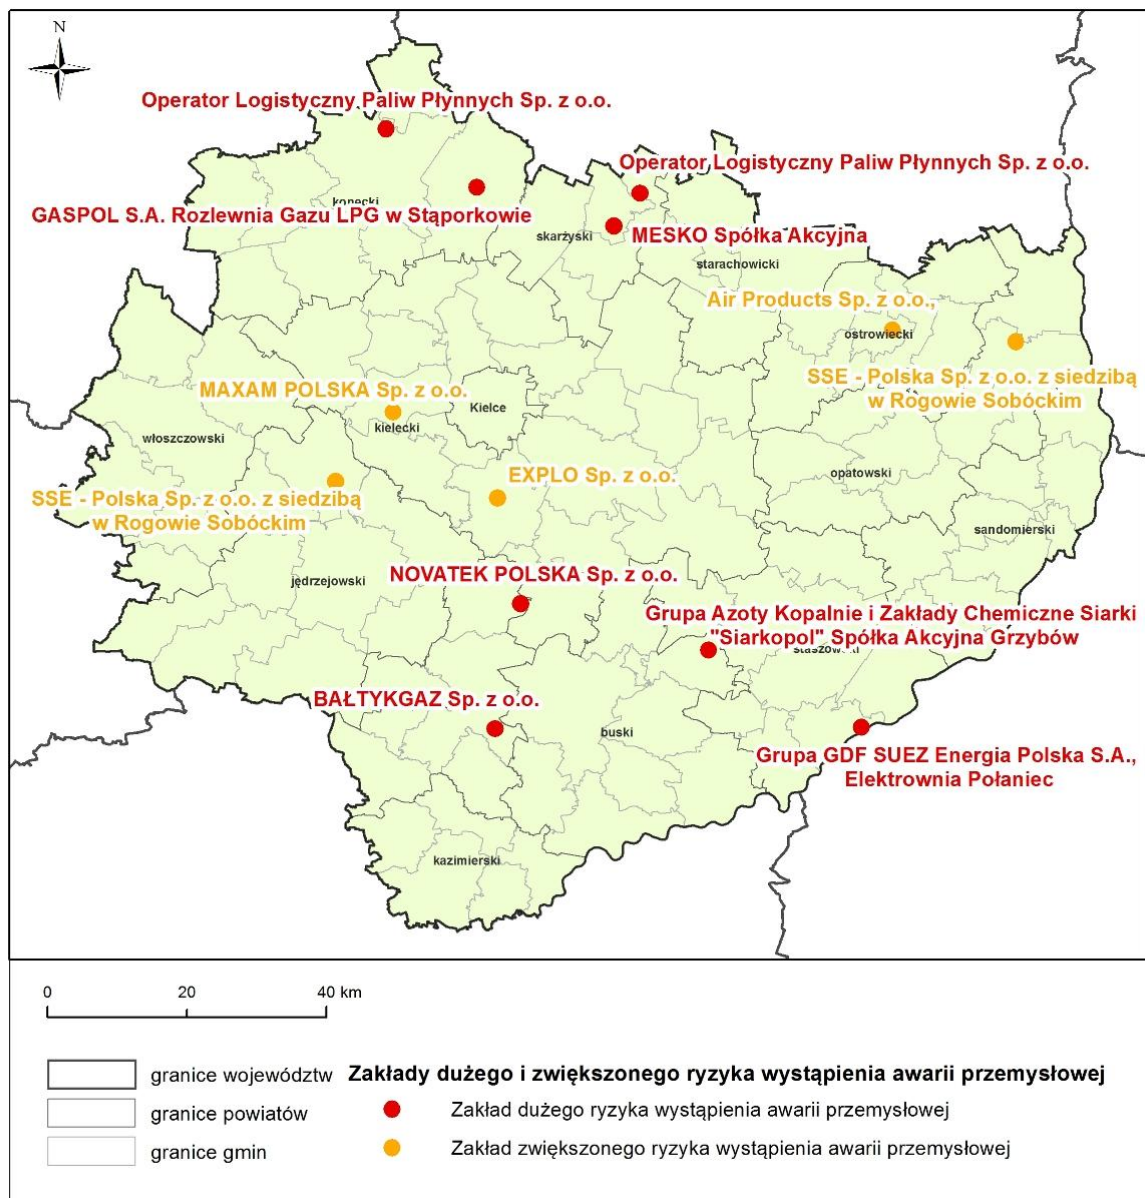 N
Operator Logistyczny Paliw Płynnych Sp. z o.o.
Operator Logistyczny Paliw Płynnych Sp. z o.o.
konecki
GASPOL S.A. Rozlewnia Gazu LPG w Stąporkowie
skarżyski
MESKO Spółka Akcyjna
starachowicki
Air Products Sp. z o.o.,
ostrowiecki
SSE - Polska Sp. z o.o. z siedzibą
w Rogowie Sobóckim
MAXAM POLSKA Sp. z o.o.
Kielce
kielecki
włoszczowski
opatowski
EXPLO Sp. z o.o.
SSE - Polska Sp. z o.o. z siedzibą
w Rogowie Sobóckim
sandomierski
NOVATEK POLSKA Sp. z o.o.
jędrzejowski
Grupa Azoty Kopalnie i Zakłady Chemiczne Siarki
"Siarkopol" Spółka Akcyjna Grzybów
staszowski
BAŁTYKGAZ Sp. z o.o.
buski
Grupa GDF SUEZ Energia Polska S.A.,
Elektrownia Połaniec
kazimierski
0 20 40 km
granice województw
granice powiatów
granice gmin
Zakłady dużego i zwiększonego ryzyka wystąpienia awarii przemysłowej
Zakład dużego ryzyka wystąpienia awarii przemysłowej
Zakład zwiększonego ryzyka wystąpienia awarii przemysłowej